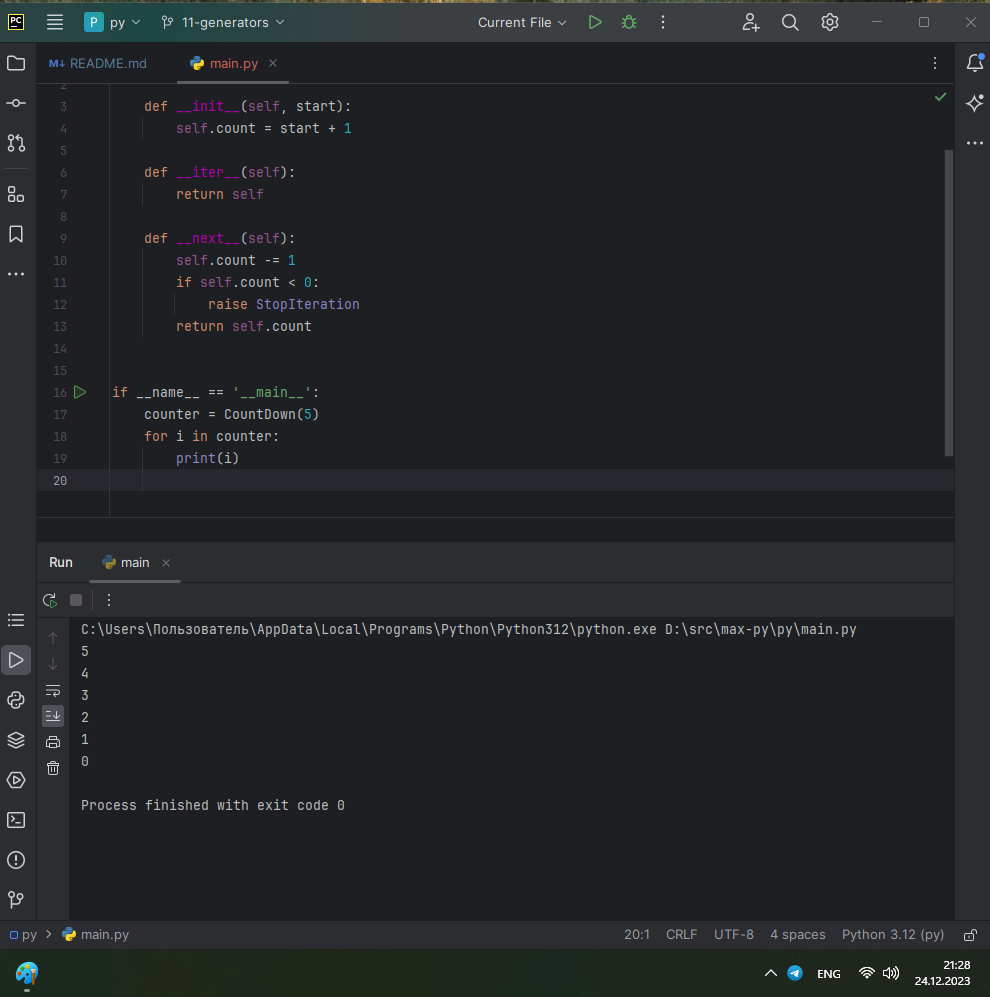 PC
P py 11-generators Current File
M↓ README.md main.py
2
3 def __init__(self, start):
4 self.count = start + 1
5
6 def __iter__(self):
7 return self
8
9 def __next__(self):
10 self.count -= 1
11 if self.count < 0:
12 raise StopIteration
13 return self.count
14
15
16 if __name__ == '__main__':
17 counter = CountDown(5)
18 for i in counter:
19 print(i)
20
Run main
C:\Users\Пользователь\AppData\Local\Programs\Python\Python312\python.exe D:\src\max-py\py\main.py
5
4
3
2
1
0
Process finished with exit code 0
py main.py 20:1 CRLF UTF-8 4 spaces Python 3.12 (py)
ENG 21:28
24.12.2023